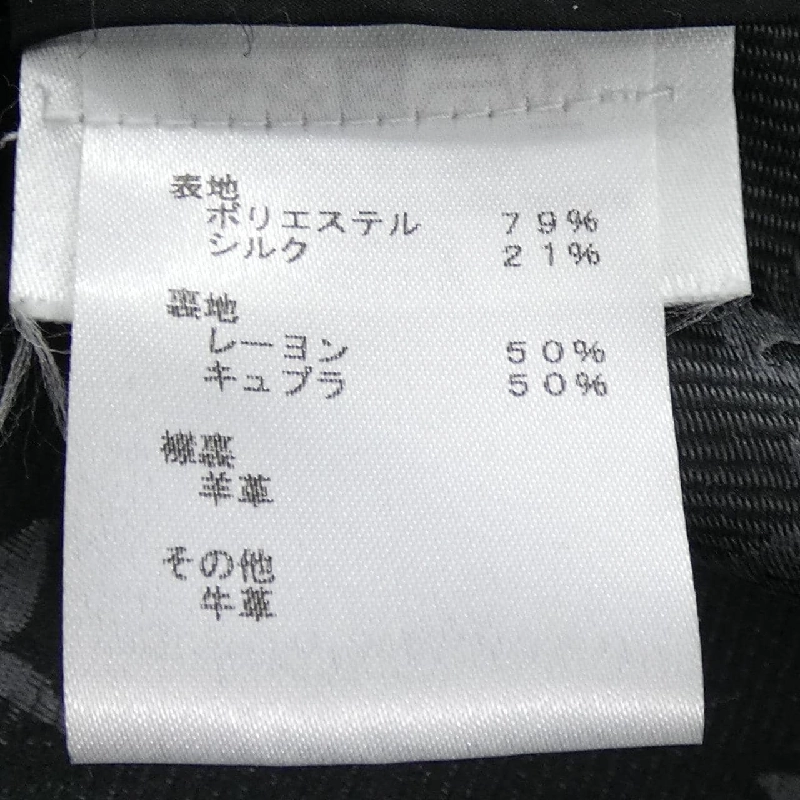 表地
ポリエステル 79%
シルク 21%
裏地
レーヨン 50%
キュプラ 50%
襟裏
羊革
その他
牛革